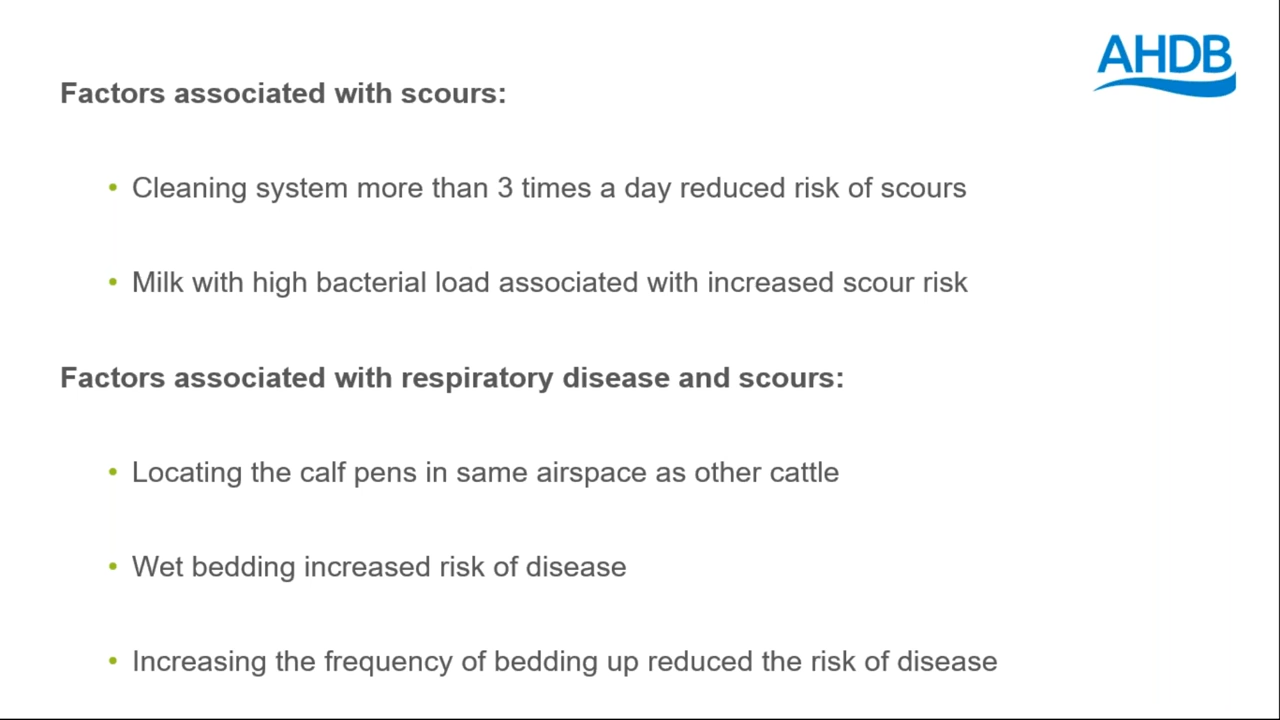 AHDB
Factors associated with scours:
• Cleaning system more than 3 times a day reduced risk of scours
• Milk with high bacterial load associated with increased scour risk
Factors associated with respiratory disease and scours:
• Locating the calf pens in same airspace as other cattle
• Wet bedding increased risk of disease
• Increasing the frequency of bedding up reduced the risk of disease